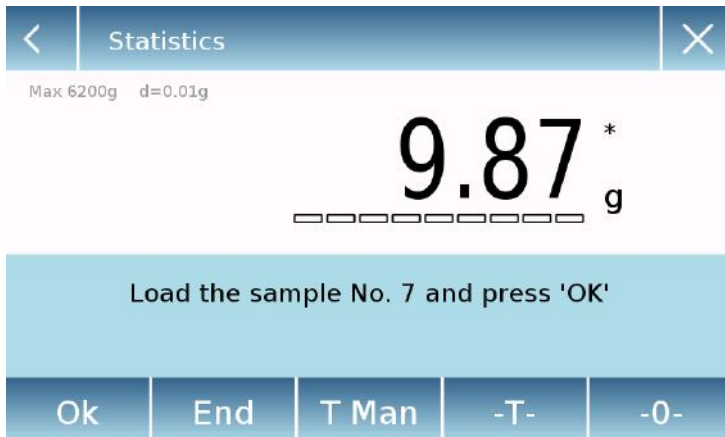 Statistics
Max 6200g d=0.01g
9.87 * g
Load the sample No. 7 and press 'OK'
Ok End T Man -T- -0-